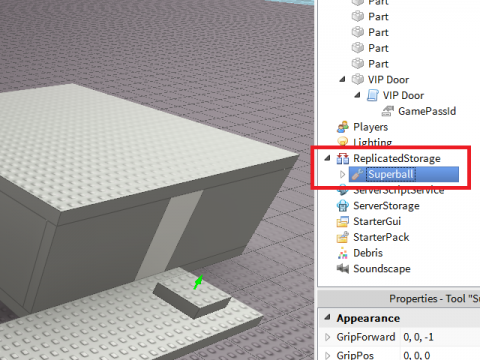 Part
Part
Part
Part
Part
VIP Door
VIP Door
GamePassId
Players
Lighting
ReplicatedStorage
Superball
ServerScriptService
ServerStorage
StarterGui
StarterPack
Debris
Soundscape
Properties - Tool "Su
Appearance
GripForward 0, 0, -1
GripPos 0, 0, 0